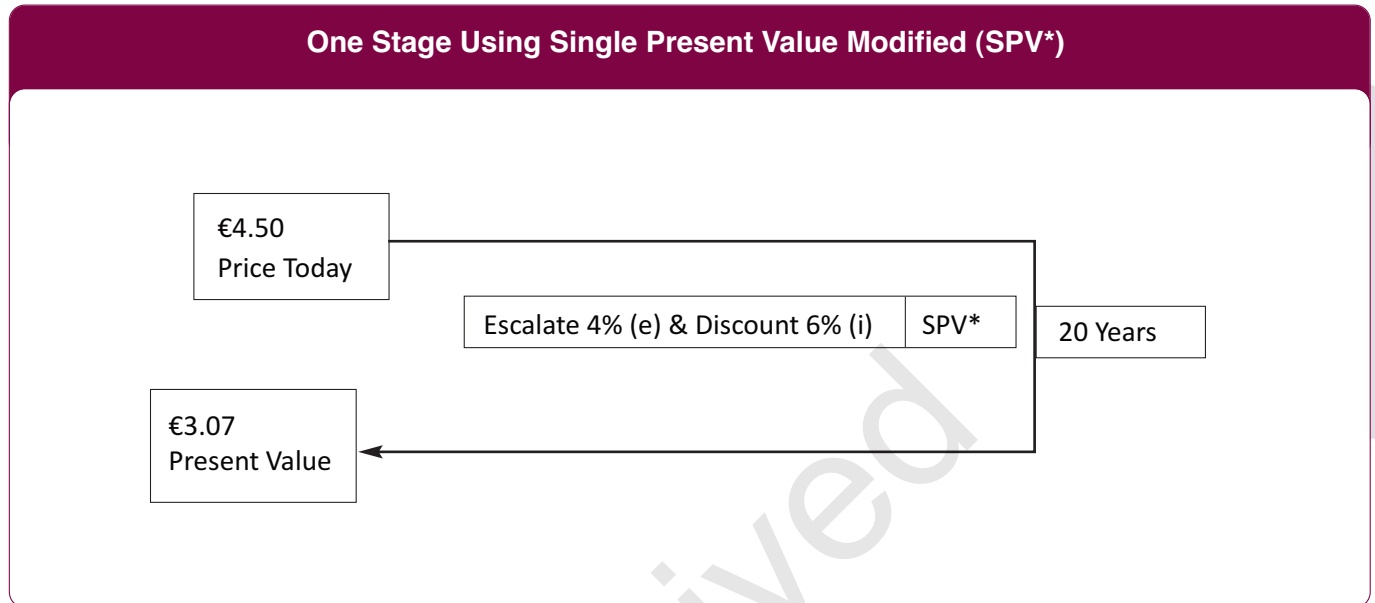 One Stage Using Single Present Value Modified (SPV*)
€4.50
Price Today
Escalate 4% (e) & Discount 6% (i) SPV*
20 Years
€3.07
Present Value
ived